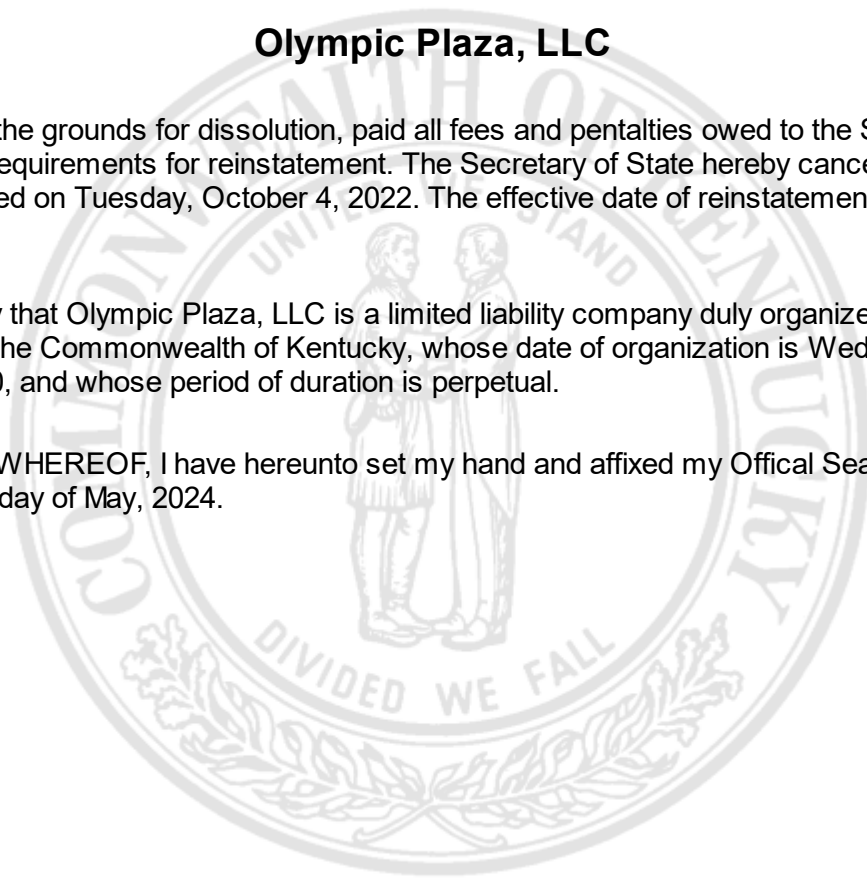 Olympic Plaza, LLC
the grounds for dissolution, paid all fees and pentalties owed to the
equirements for reinstatement. The Secretary of State hereby cance
ed on Tuesday, October 4, 2022. The effective date of reinstatemen
y that Olympic Plaza, LLC is a limited liability company duly organize
he Commonwealth of Kentucky, whose date of organization is Wed
, and whose period of duration is perpetual.
WHEREOF, I have hereunto set my hand and affixed my Offical Sea
day of May, 2024.
COMMONWEALTH OF KENTUCKY
UNITED WE STAND
DIVIDED WE FALL